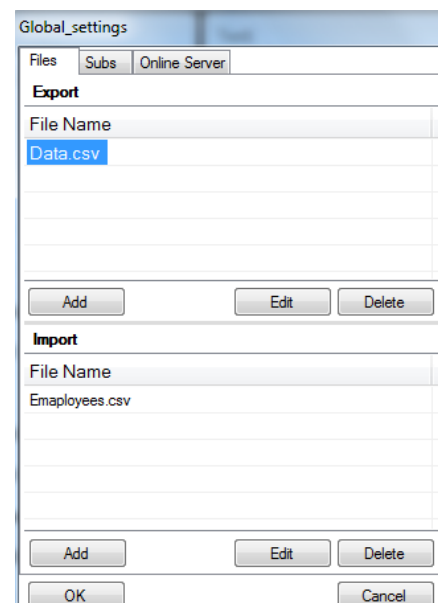 Global_settings
Files Subs Online Server
Export
File Name
Data.csv
Add Edit Delete
Import
File Name
Emaployees.csv
Add Edit Delete
OK Cancel